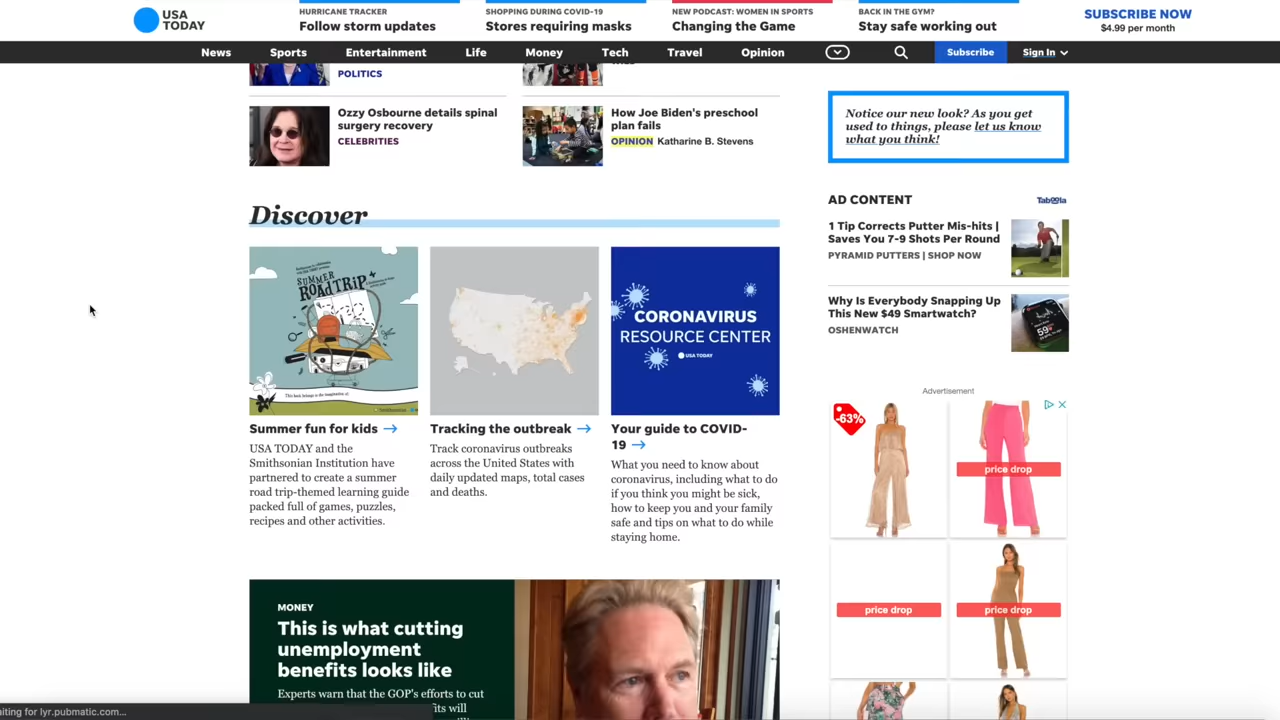 USA
TODAY
HURRICANE TRACKER
Follow storm updates
SHOPPING DURING COVID-19
Stores requiring masks
NEW PODCAST: WOMEN IN SPORTS
Changing the Game
BACK IN THE GYM?
Stay safe working out
SUBSCRIBE NOW
$4.99 per month
News Sports Entertainment Life Money Tech Travel Opinion Subscribe Sign In
POLITICS
Ozzy Osbourne details spinal
surgery recovery
CELEBRITIES
How Joe Biden's preschool
plan fails
OPINION Katharine B. Stevens
Notice our new look? As you get
used to things, please let us know
what you think!
Discover
SUMMER
ROAD TRIP+
Summer fun for kids →
USA TODAY and the
Smithsonian Institution have
partnered to create a summer
road trip-themed learning guide
packed full of games, puzzles,
recipes and other activities.
Tracking the outbreak →
Track coronavirus outbreaks
across the United States with
daily updated maps, total cases
and deaths.
CORONAVIRUS
RESOURCE CENTER
USA TODAY
Your guide to COVID-
19 →
What you need to know about
coronavirus, including what to do
if you think you might be sick,
how to keep you and your family
safe and tips on what to do while
staying home.
AD CONTENT
Taboola
1 Tip Corrects Putter Mis-hits |
Saves You 7-9 Shots Per Round
PYRAMID PUTTERS | SHOP NOW
Why Is Everybody Snapping Up
This New $49 Smartwatch?
OSHENWATCH
59
Advertisement
-63%
price drop
price drop
price drop
MONEY
This is what cutting
unemployment
benefits looks like
Experts warn that the GOP's efforts to cut
fits will
aiting for lyr.pubmatic.com...